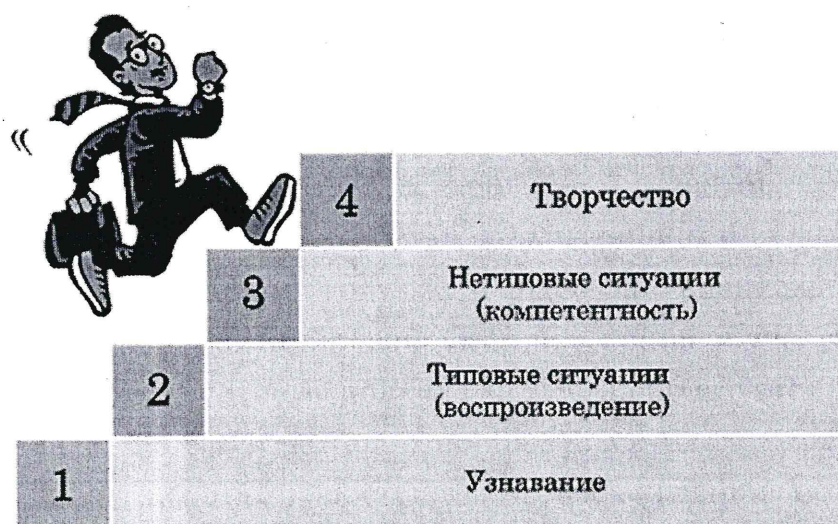 4 Творчество
3 Нетиповые ситуации
(компетентность)
2 Типовые ситуации
(воспроизведение)
1 Узнавание